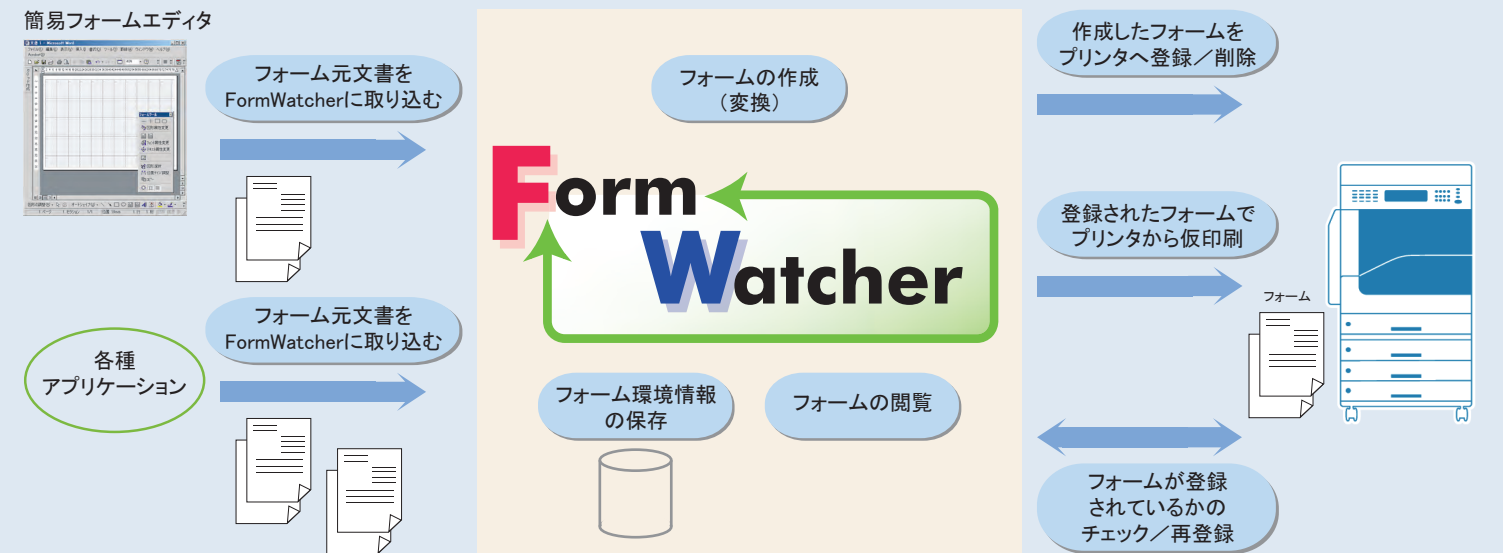 簡易フォームエディタ
フォーム元文書を
FormWatcherに取り込む
フォーム元文書を
FormWatcherに取り込む
各種
アプリケーション
フォームの作成
（変換）
Form
Watcher
フォーム環境情報
の保存
フォームの閲覧
作成したフォームを
プリンタへ登録／削除
登録されたフォームで
プリンタから仮印刷
フォーム
フォームが登録
されているかの
チェック／再登録